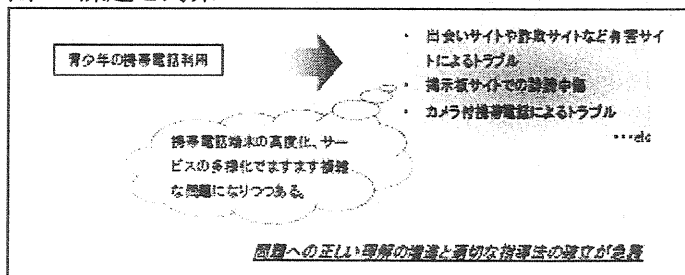 青少年の携帯電話利用
・ 出会いサイトや詐欺サイトなど有害サイ
トによるトラブル
・ 掲示板サイトでの誹謗中傷
・ カメラ付携帯電話によるトラブル
・・・etc
携帯電話端末の高度化、サー
ビスの多様化でますます複雑
な問題になりつつある。
問題への正しい理解の増進と適切な指導法の確立が急務